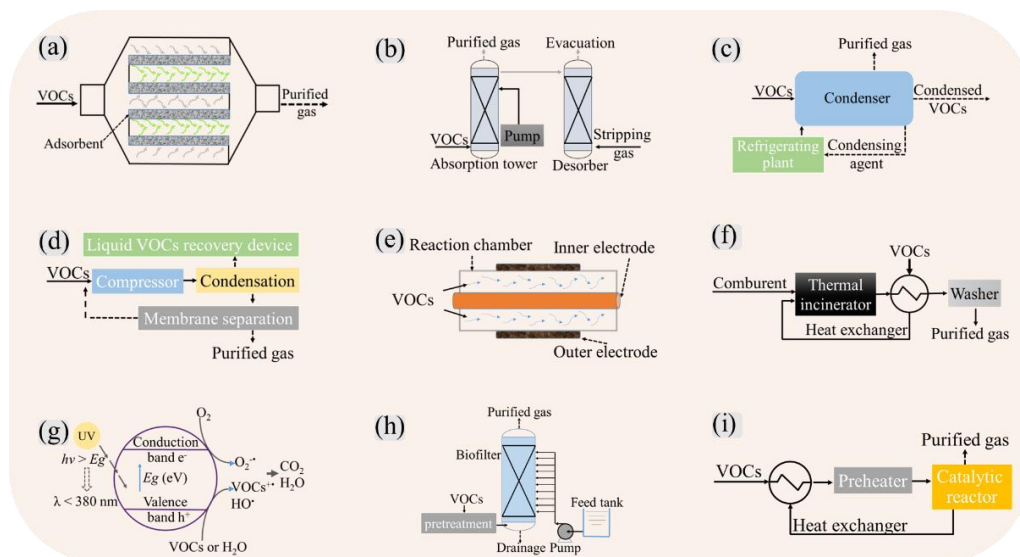 (a)
VOCs
Adsorbent
Purified
gas
(b)
Purified gas
Evacuation
VOCs
Pump
Stripping
gas
Absorption tower
Desorber
(c)
Purified gas
VOCs
Condenser
Condensed
VOCs
Refrigerating
plant
Condensing
agent
(d)
Liquid VOCs recovery device
VOCs
Compressor
Condensation
Membrane separation
Purified gas
(e)
Reaction chamber
Inner electrode
VOCs
Outer electrode
(f)
VOCs
Comburent
Thermal
incinerator
Washer
Heat exchanger
Purified gas
(g)
UV
hv > Eg
λ < 380 nm
O₂
Conduction
band e⁻
Eg (eV)
Valence
band h⁺
O₂⁻•
VOCs⁺•
HO•
CO₂
H₂O
VOCs or H₂O
(h)
Purified gas
Biofilter
VOCs
pretreatment
Feed tank
Drainage
Pump
(i)
Purified gas
VOCs
Preheater
Catalytic
reactor
Heat exchanger